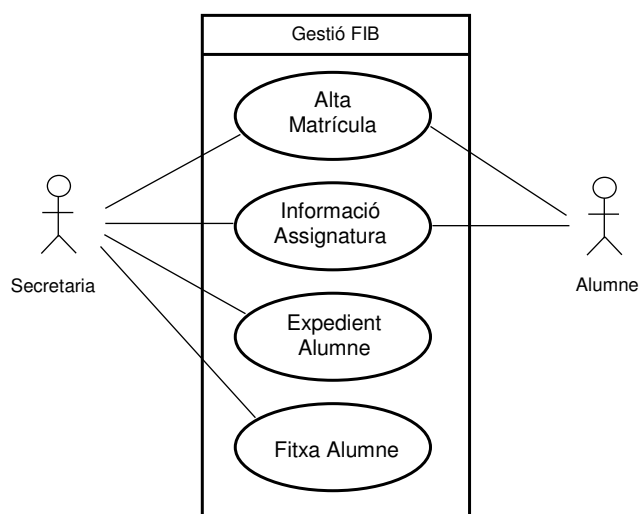 Gestió FIB
Alta
Matrícula
Informació
Assignatura
Secretaria
Alumne
Expedient
Alumne
Fitxa Alumne